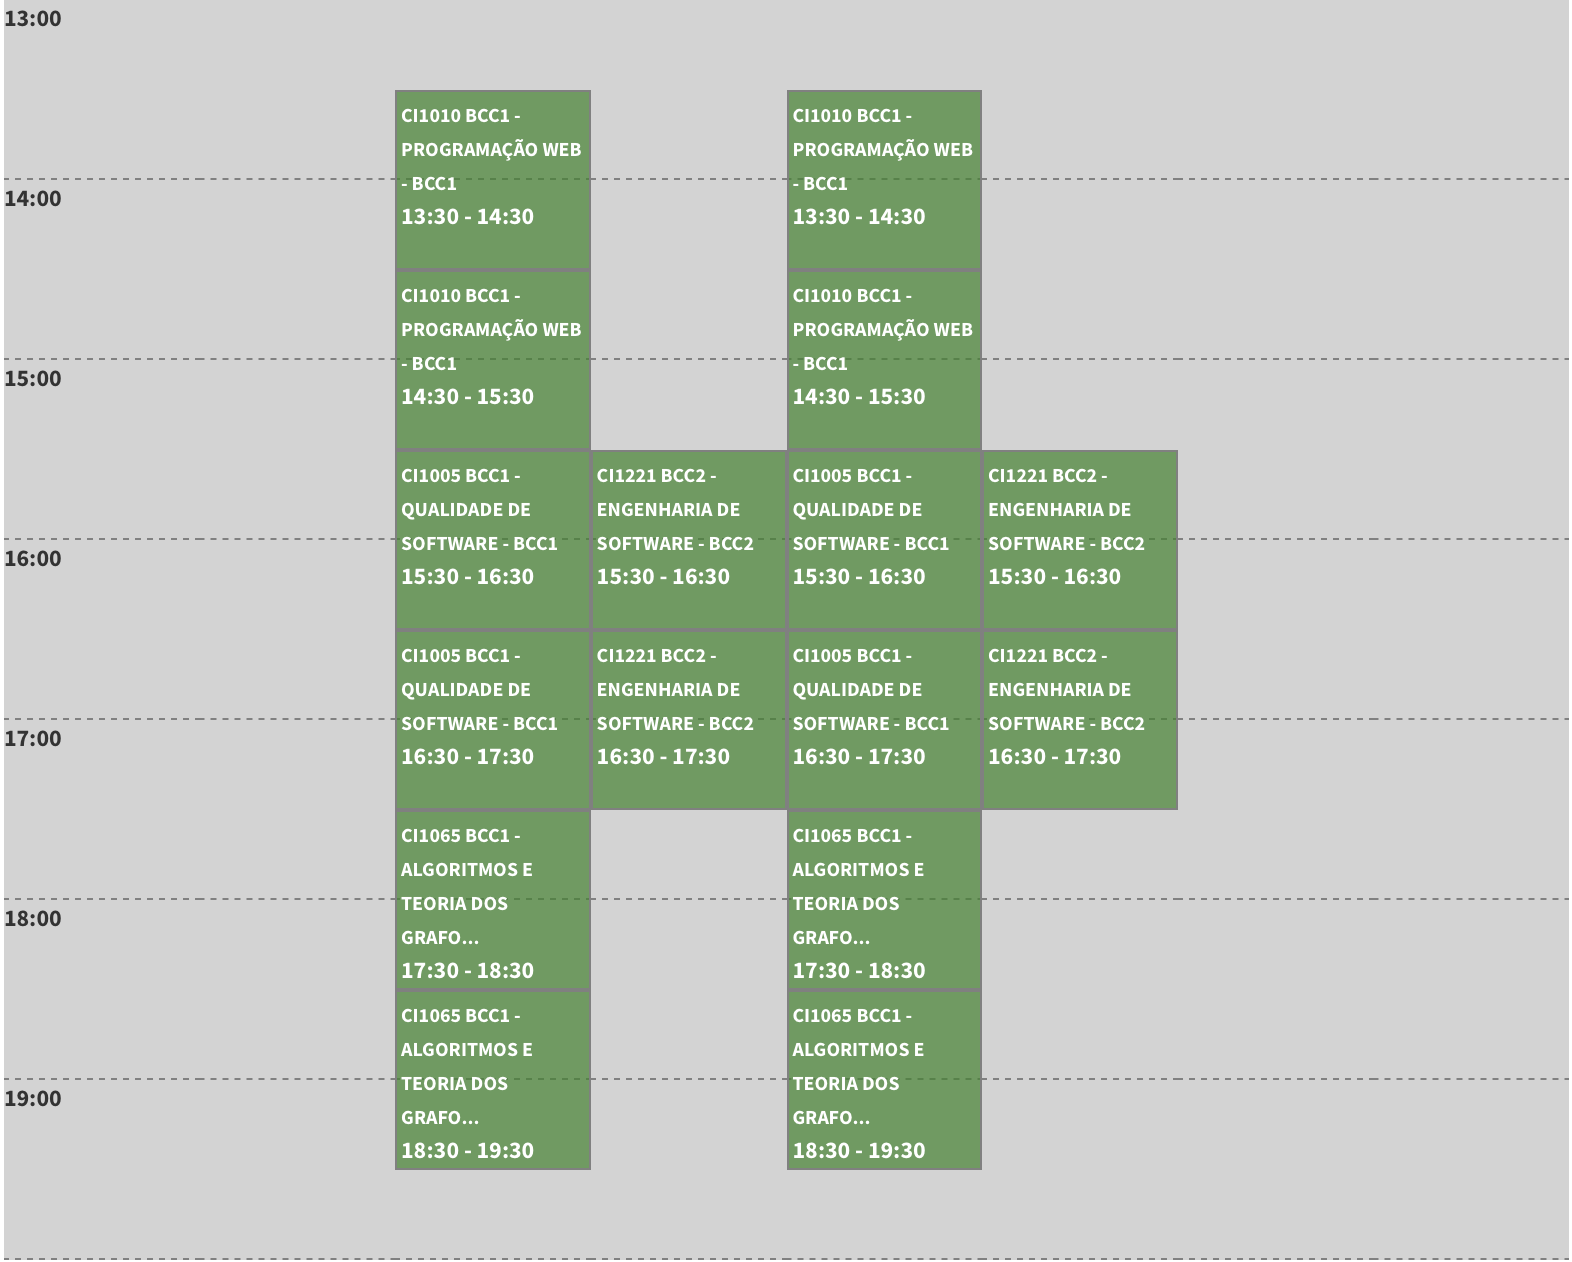 13:00
CI1010 BCC1 -
PROGRAMAÇÃO WEB
- BCC1
13:30 - 14:30
CI1010 BCC1 -
PROGRAMAÇÃO WEB
- BCC1
13:30 - 14:30
14:00
CI1010 BCC1 -
PROGRAMAÇÃO WEB
- BCC1
14:30 - 15:30
CI1010 BCC1 -
PROGRAMAÇÃO WEB
- BCC1
14:30 - 15:30
15:00
CI1005 BCC1 -
QUALIDADE DE
SOFTWARE - BCC1
15:30 - 16:30
CI1221 BCC2 -
ENGENHARIA DE
SOFTWARE - BCC2
15:30 - 16:30
CI1005 BCC1 -
QUALIDADE DE
SOFTWARE - BCC1
15:30 - 16:30
CI1221 BCC2 -
ENGENHARIA DE
SOFTWARE - BCC2
15:30 - 16:30
16:00
CI1005 BCC1 -
QUALIDADE DE
SOFTWARE - BCC1
16:30 - 17:30
CI1221 BCC2 -
ENGENHARIA DE
SOFTWARE - BCC2
16:30 - 17:30
CI1005 BCC1 -
QUALIDADE DE
SOFTWARE - BCC1
16:30 - 17:30
CI1221 BCC2 -
ENGENHARIA DE
SOFTWARE - BCC2
16:30 - 17:30
17:00
CI1065 BCC1 -
ALGORITMOS E
TEORIA DOS
GRAFO...
17:30 - 18:30
CI1065 BCC1 -
ALGORITMOS E
TEORIA DOS
GRAFO...
17:30 - 18:30
18:00
CI1065 BCC1 -
ALGORITMOS E
TEORIA DOS
GRAFO...
18:30 - 19:30
CI1065 BCC1 -
ALGORITMOS E
TEORIA DOS
GRAFO...
18:30 - 19:30
19:00